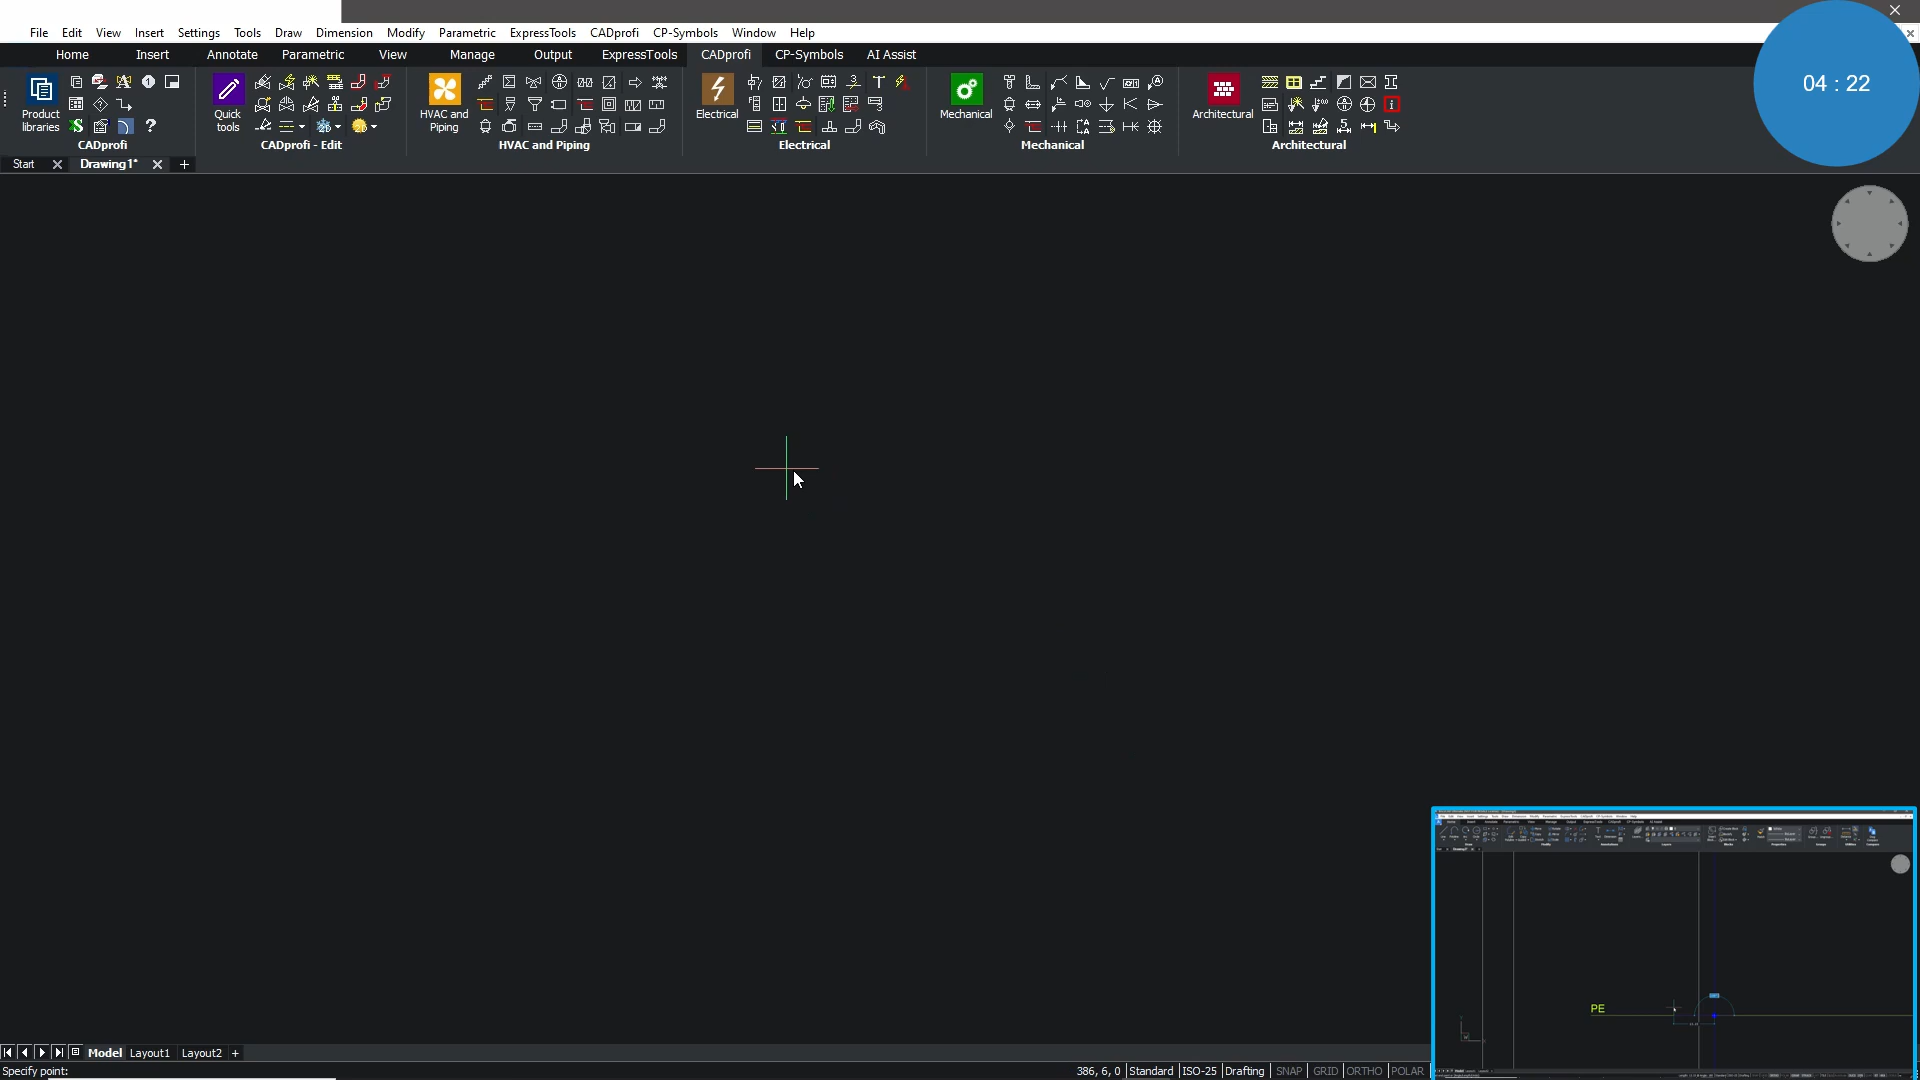 File Edit View Insert Settings Tools Draw Dimension Modify Parametric ExpressTools CADprofi CP-Symbols Window Help
Home Insert Annotate Parametric View Manage Output ExpressTools CADprofi CP-Symbols AI Assist
04 : 22
Product
libraries
CADprofi
Quick
tools
CADprofi - Edit
HVAC and
Piping
HVAC and Piping
Electrical
Electrical
Mechanical
Mechanical
Architectural
Architectural
Start Drawing1*
PE
Model Layout1 Layout2 +
Specify point:
386, 6, 0 Standard ISO-25 Drafting SNAP GRID ORTHO POLAR